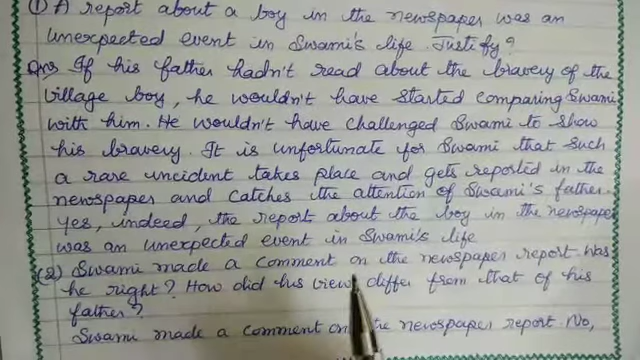 (1) A report about a boy in the newspaper was an
unexpected event in Swami's life. Justify?
Ans If his father hadn't read about the bravery of the
village boy, he wouldn't have started comparing Swami
with him. He wouldn't have challenged Swami to show
his bravery. It is unfortunate for Swami that such
a rare uncident takes place and gets reported in the
newspaper and catches the attention of Swami's father.
Yes, indeed, the report about the boy in the newspaper
was an unexpected event in Swami's life
(2) Swami made a comment on the newspaper report was
he right? How did his view differ from that of his
father?
Swami made a comment on the newspaper report. No,